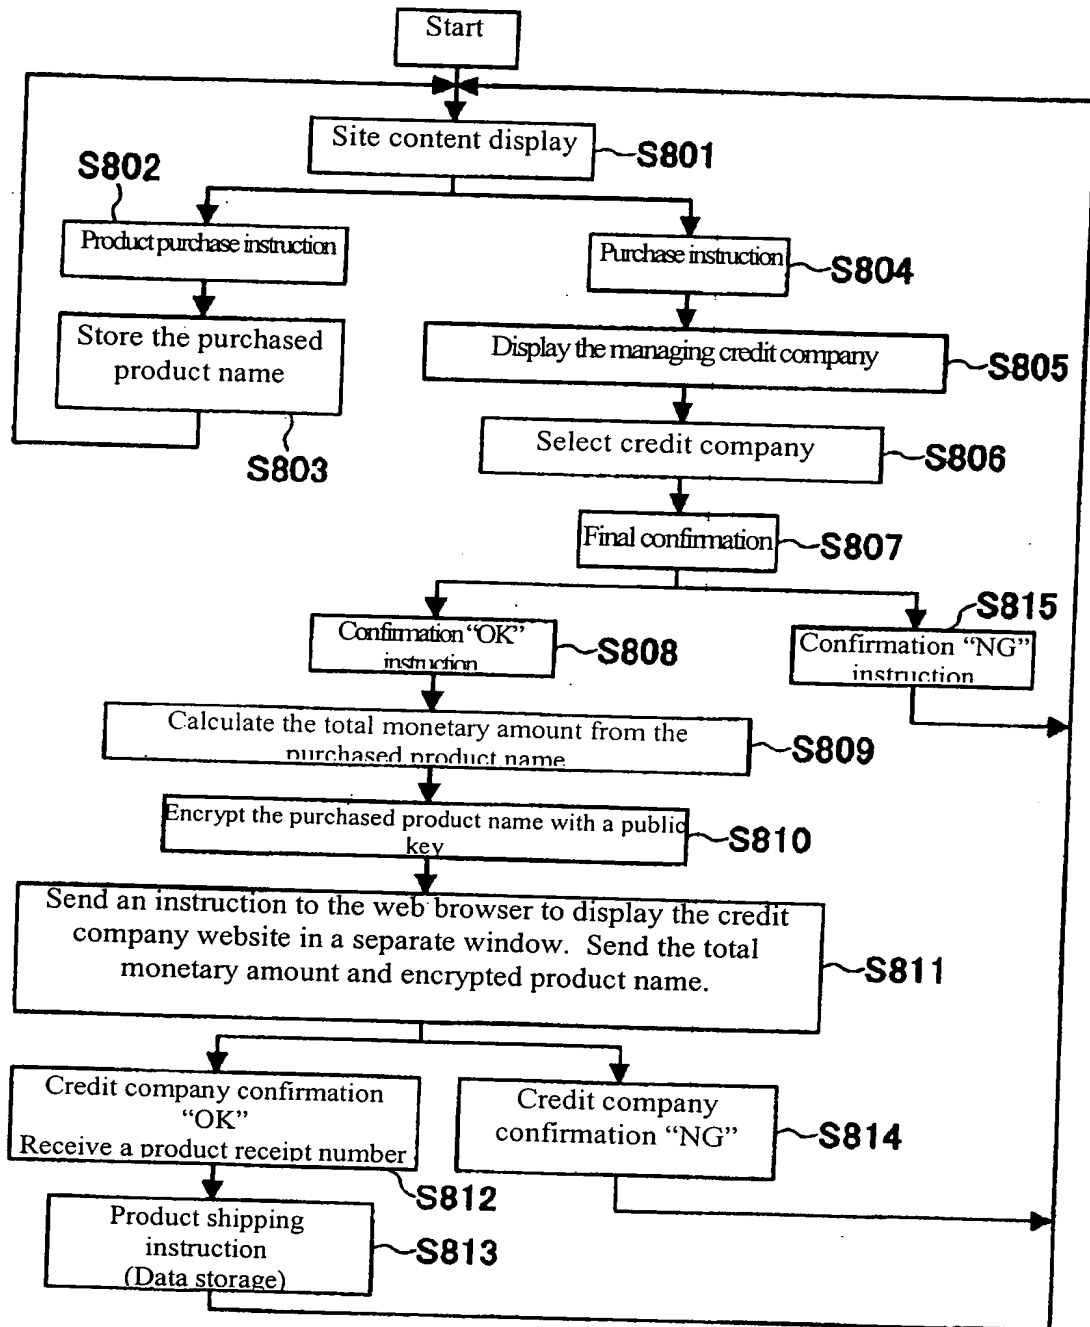 Start
Site content display
S801
S802
Product purchase instruction
Purchase instruction
S804
Store the purchased
product name
S803
Display the managing credit company
S805
Select credit company
S806
Final confirmation
S807
S815
Confirmation “OK”
instruction
S808
Confirmation “NG”
instruction
Calculate the total monetary amount from the
purchased product name
S809
Encrypt the purchased product name with a public
key
S810
Send an instruction to the web browser to display the credit
company website in a separate window.  Send the total
monetary amount and encrypted product name.
S811
Credit company confirmation
“OK”
Receive a product receipt number
S812
Credit company
confirmation “NG”
S814
Product shipping
instruction
(Data storage)
S813